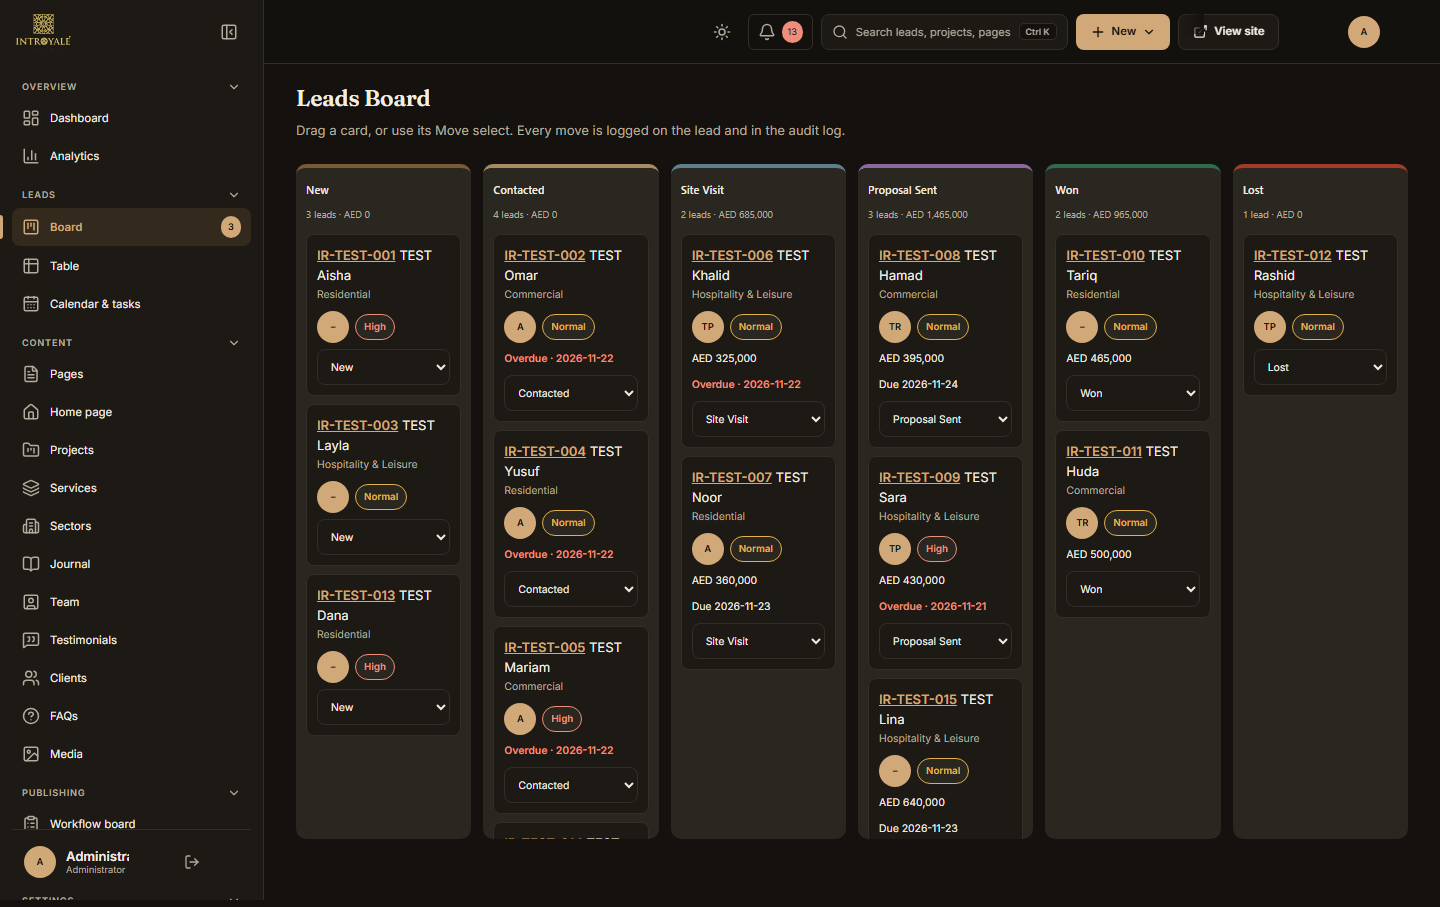 INTROYALE
13
Search leads, projects, pages
Ctrl K
New
View site
A
OVERVIEW
Dashboard
Analytics
LEADS
Board
3
Table
Calendar & tasks
CONTENT
Pages
Home page
Projects
Services
Sectors
Journal
Team
Testimonials
Clients
FAQs
Media
PUBLISHING
Workflow board
A
Administra
Administrator
SETTINGS
Leads Board
Drag a card, or use its Move select. Every move is logged on the lead and in the audit log.
New
3 leads · AED 0
IR-TEST-001 TEST
Aisha
Residential
–
High
New
IR-TEST-003 TEST
Layla
Hospitality & Leisure
–
Normal
New
IR-TEST-013 TEST
Dana
Residential
–
High
New
Contacted
4 leads · AED 0
IR-TEST-002 TEST
Omar
Commercial
A
Normal
Overdue · 2026-11-22
Contacted
IR-TEST-004 TEST
Yusuf
Residential
A
Normal
Overdue · 2026-11-22
Contacted
IR-TEST-005 TEST
Mariam
Commercial
A
High
Overdue · 2026-11-22
Contacted
Site Visit
2 leads · AED 685,000
IR-TEST-006 TEST
Khalid
Hospitality & Leisure
TP
Normal
AED 325,000
Overdue · 2026-11-22
Site Visit
IR-TEST-007 TEST
Noor
Residential
A
Normal
AED 360,000
Due 2026-11-23
Site Visit
Proposal Sent
3 leads · AED 1,465,000
IR-TEST-008 TEST
Hamad
Commercial
TR
Normal
AED 395,000
Due 2026-11-24
Proposal Sent
IR-TEST-009 TEST
Sara
Hospitality & Leisure
TP
High
AED 430,000
Overdue · 2026-11-21
Proposal Sent
IR-TEST-015 TEST
Lina
Hospitality & Leisure
–
Normal
AED 640,000
Due 2026-11-23
Won
2 leads · AED 965,000
IR-TEST-010 TEST
Tariq
Residential
–
Normal
AED 465,000
Won
IR-TEST-011 TEST
Huda
Commercial
TR
Normal
AED 500,000
Won
Lost
1 lead · AED 0
IR-TEST-012 TEST
Rashid
Hospitality & Leisure
TP
Normal
Lost